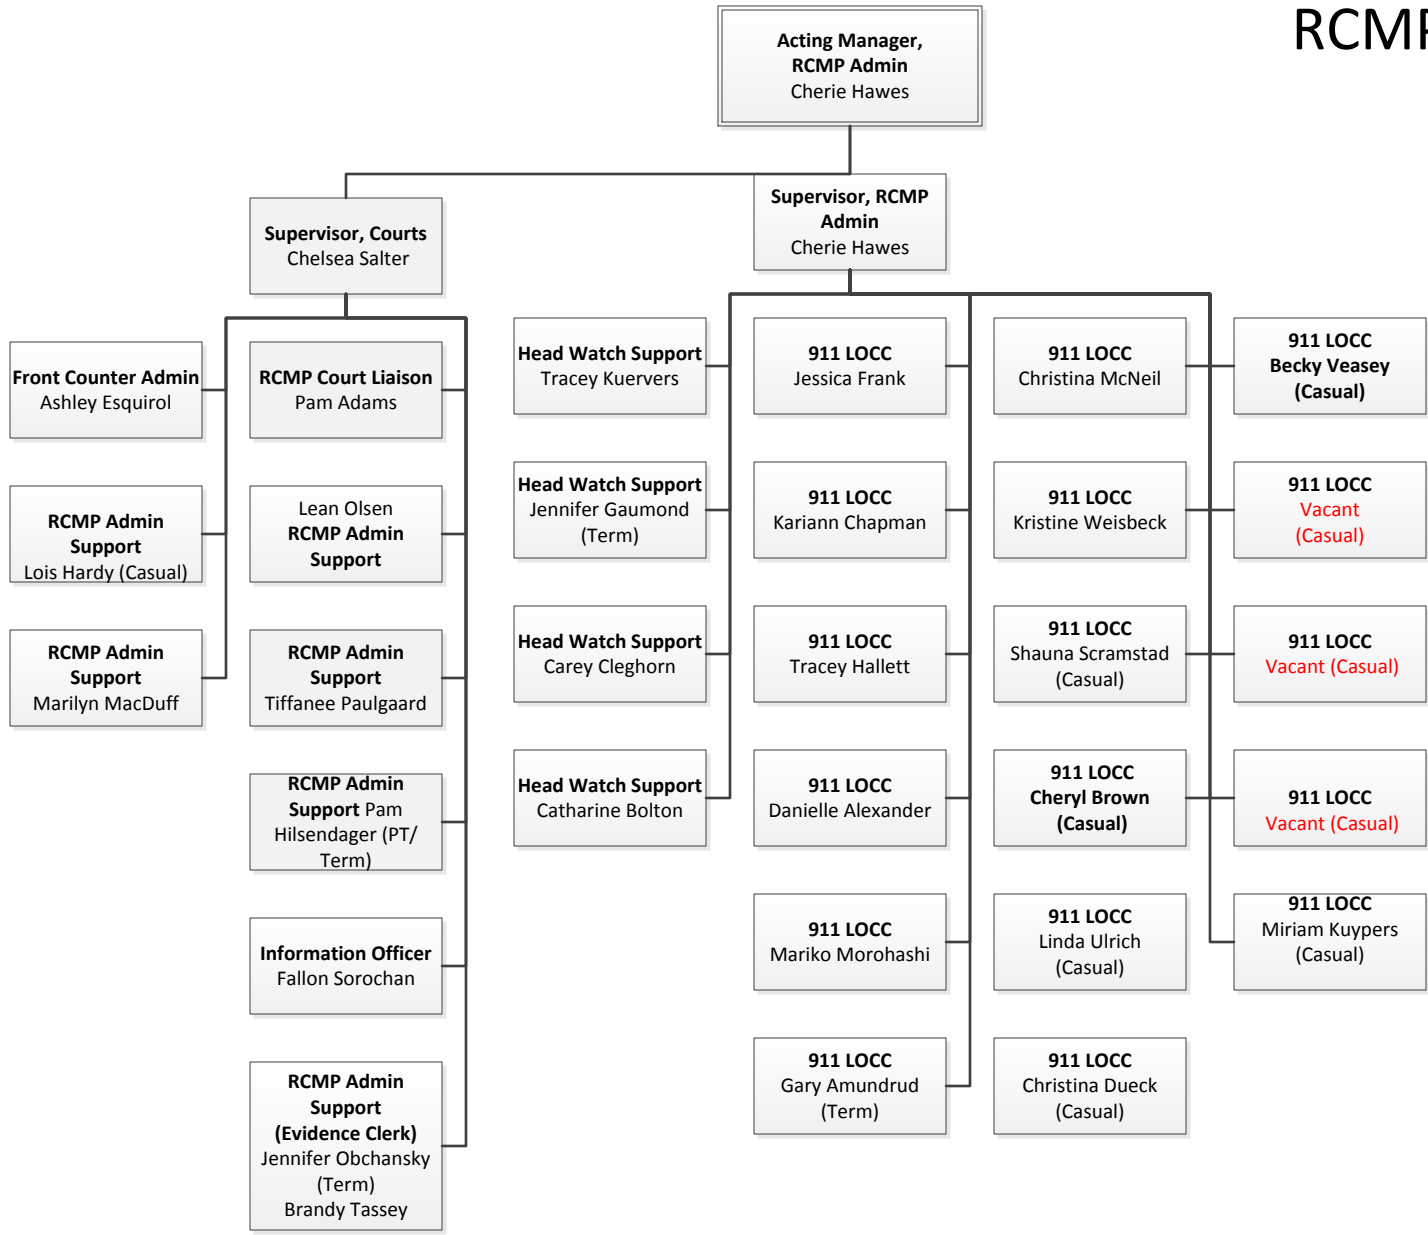 RCMP
Acting Manager,
RCMP Admin
Cherie Hawes
Supervisor, Courts
Chelsea Salter
Supervisor, RCMP
Admin
Cherie Hawes
Front Counter Admin
Ashley Esquirol
RCMP Admin
Support
Lois Hardy (Casual)
RCMP Admin
Support
Marilyn MacDuff
RCMP Court Liaison
Pam Adams
Lean Olsen
RCMP Admin
Support
RCMP Admin
Support
Tiffanee Paulgaard
RCMP Admin
Support Pam
Hilsendager (PT/
Term)
Information Officer
Fallon Sorochan
RCMP Admin
Support
(Evidence Clerk)
Jennifer Obchansky
(Term)
Brandy Tassey
Head Watch Support
Tracey Kuervers
Head Watch Support
Jennifer Gaumond
(Term)
Head Watch Support
Carey Cleghorn
Head Watch Support
Catharine Bolton
911 LOCC
Jessica Frank
911 LOCC
Kariann Chapman
911 LOCC
Tracey Hallett
911 LOCC
Danielle Alexander
911 LOCC
Mariko Morohashi
911 LOCC
Gary Amundrud
(Term)
911 LOCC
Christina McNeil
911 LOCC
Kristine Weisbeck
911 LOCC
Shauna Scramstad
(Casual)
911 LOCC
Cheryl Brown
(Casual)
911 LOCC
Linda Ulrich
(Casual)
911 LOCC
Christina Dueck
(Casual)
911 LOCC
Becky Veasey
(Casual)
911 LOCC
Vacant
(Casual)
911 LOCC
Vacant (Casual)
911 LOCC
Vacant (Casual)
911 LOCC
Miriam Kuypers
(Casual)